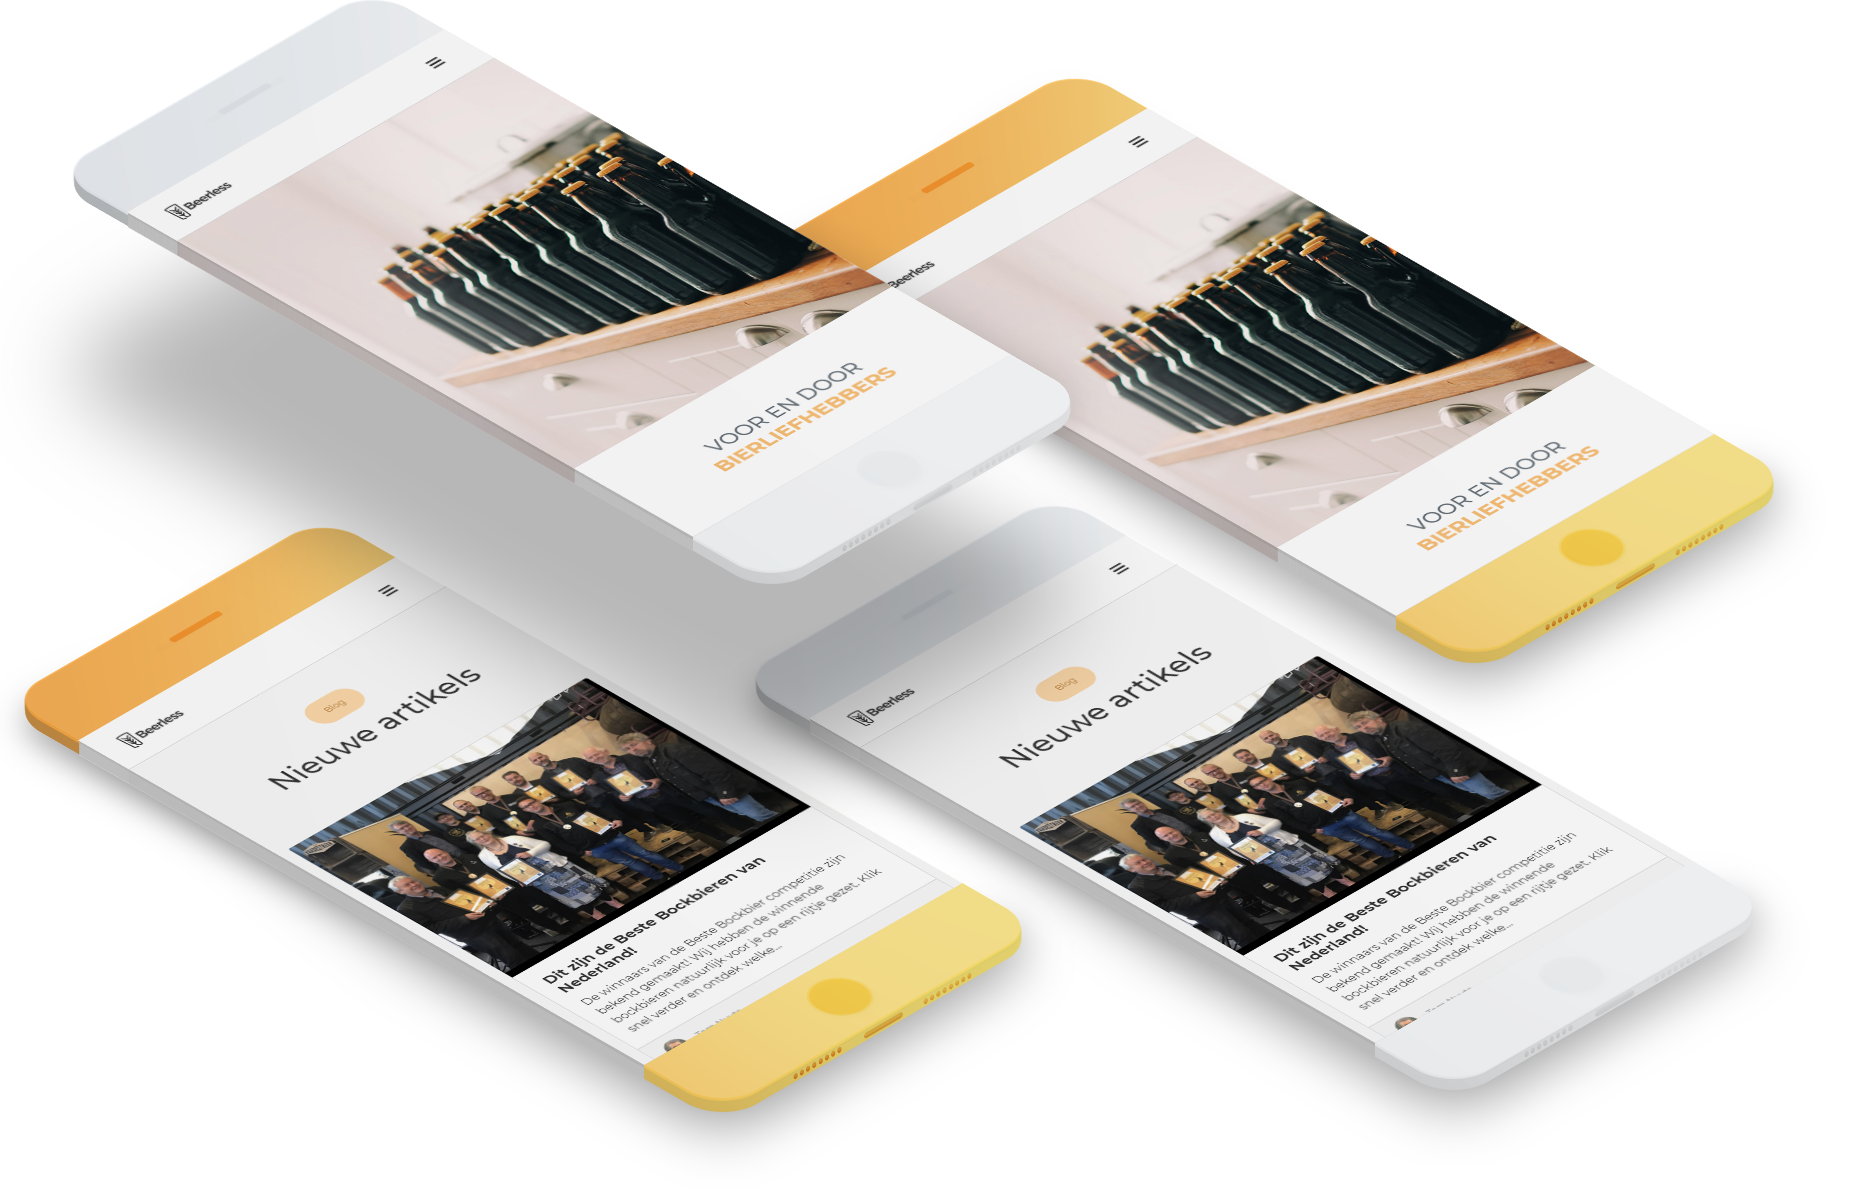 Beerless
VOOR EN DOOR
BIERLIEFHEBBERS
Beerless
VOOR EN DOOR
BIERLIEFHEBBERS
Beerless
Blog
Nieuwe artikels
Dit zijn de Beste Bockbieren van
Nederland!
De winnaars van de Beste Bockbier competitie zijn
bekend gemaakt! Wij hebben de winnende
bockbieren natuurlijk voor je op een rijtje gezet. Klik
snel verder en ontdek welke...
Beerless
Blog
Nieuwe artikels
Dit zijn de Beste Bockbieren van
Nederland!
De winnaars van de Beste Bockbier competitie zijn
bekend gemaakt! Wij hebben de winnende
bockbieren natuurlijk voor je op een rijtje gezet. Klik
snel verder en ontdek welke...